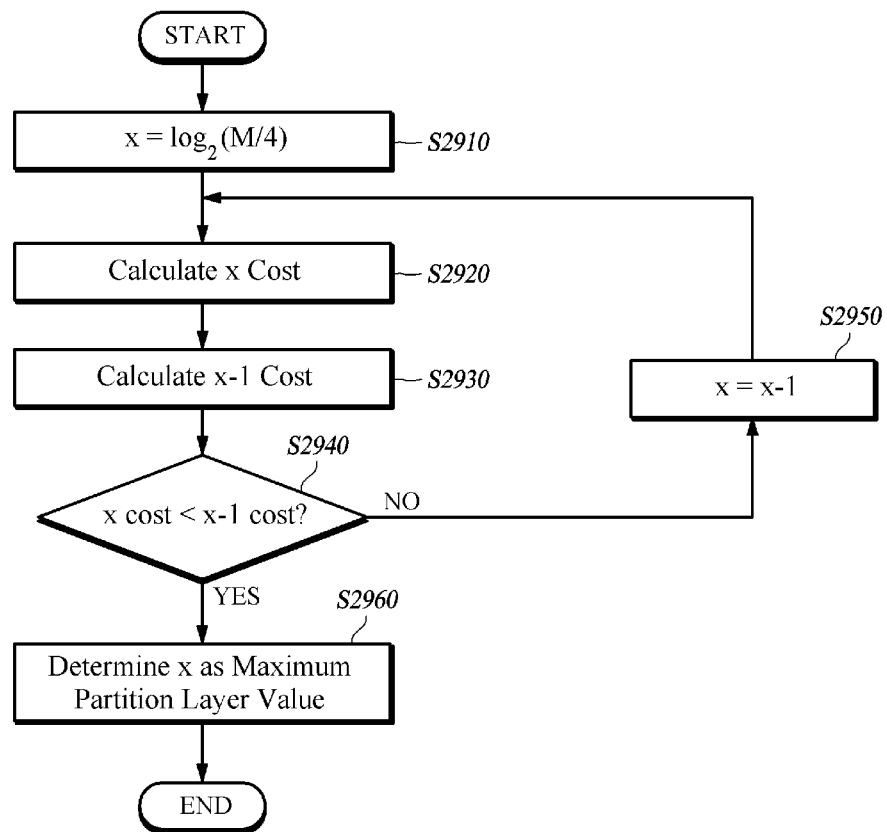 START
x = log₂(M/4)
S2910
Calculate x Cost
S2920
S2950
Calculate x-1 Cost
S2930
x = x-1
S2940
x cost < x-1 cost?
NO
YES
S2960
Determine x as Maximum
Partition Layer Value
END